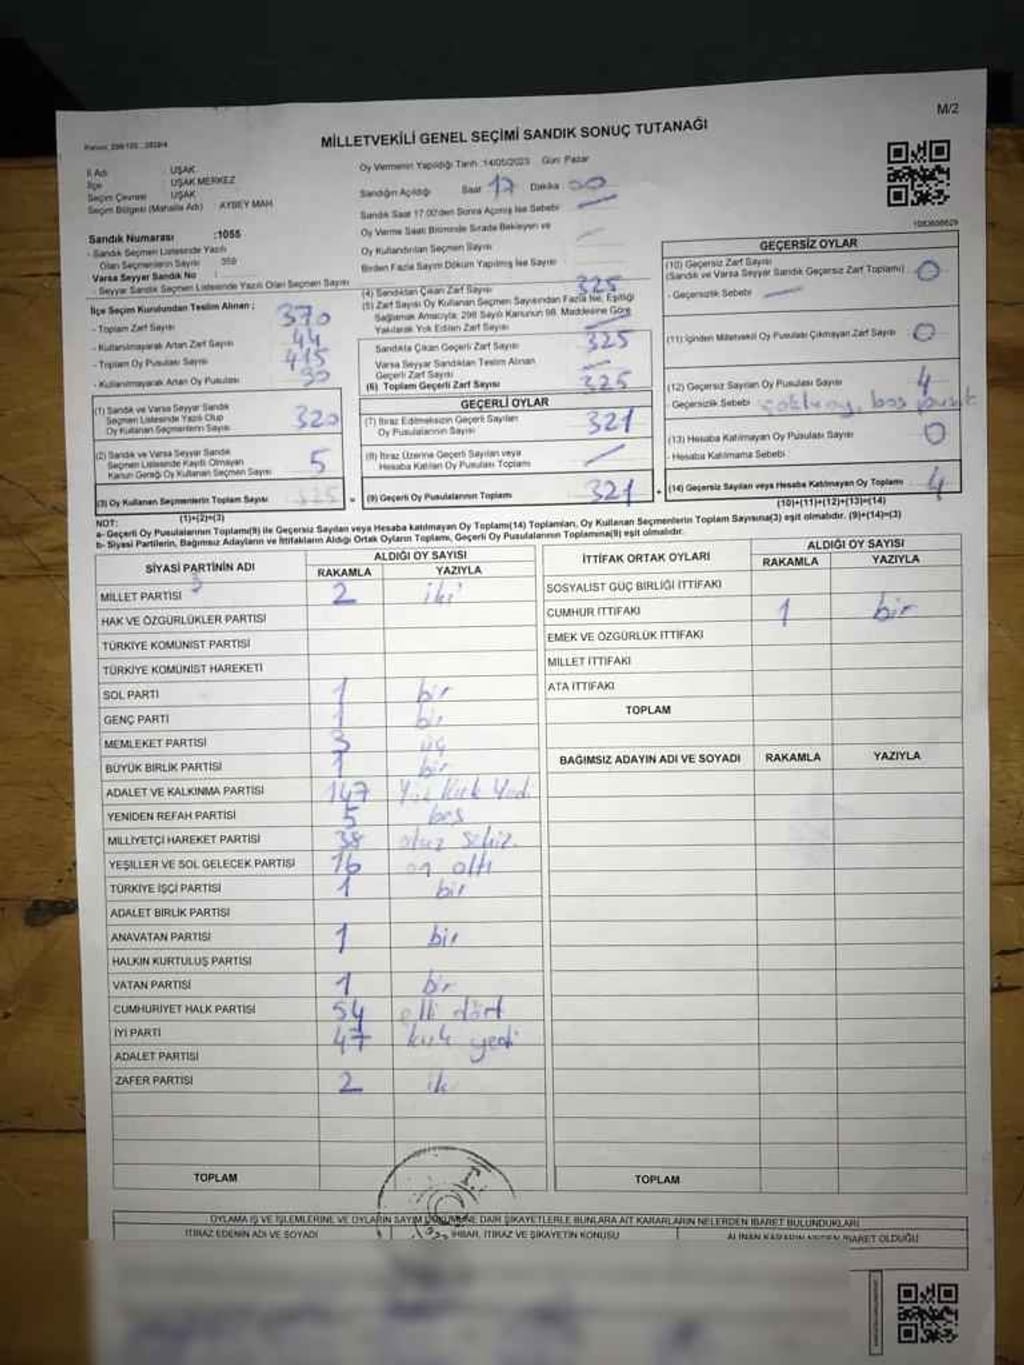 M/2
MİLLETVEKİLİ GENEL SEÇİMİ SANDIK SONUÇ TUTANAĞI
İl Adı : UŞAK
İlçe : UŞAK MERKEZ
Seçim Çevresi : UŞAK
Seçim Bölgesi (Mahalle Adı) : AYBEY MAH
Oy Vermenin Yapıldığı Tarih :14/05/2023 Gün: Pazar
Sandığın Açıldığı Saat 17 Dakika 00
Sandık Saat 17.00'den Sonra Açılmış İse Sebebi
Oy Verme Saati Bitiminde Sırada Bekleyen ve
Oy Kullandırılan Seçmen Sayısı
Birden Fazla Sayım Döküm Yapılmış İse Sayısı
Sandık Numarası :1055
- Sandık Seçmen Listesinde Yazılı
Olan Seçmenlerin Sayısı : 359
Varsa Seyyar Sandık No :
- Seyyar Sandık Seçmen Listesinde Yazılı Olan Seçmen Sayısı
İlçe Seçim Kurulundan Teslim Alınan ;
- Toplam Zarf Sayısı 370
- Kullanılmayarak Artan Zarf Sayısı 44
- Toplam Oy Pusulası Sayısı 415
- Kullanılmayarak Artan Oy Pusulası 90
(1) Sandık ve Varsa Seyyar Sandık
Seçmen Listesinde Yazılı Olup
Oy Kullanan Seçmenlerin Sayısı 320
(2) Sandık ve Varsa Seyyar Sandık
Seçmen Listesinde Kayıtlı Olmayan
Kanun Gereği Oy Kullanan Seçmen Sayısı 5
(3) Oy Kullanan Seçmenlerin Toplam Sayısı 325
(1)+(2)=(3)
(4) Sandıktan Çıkan Zarf Sayısı 325
(5) Zarf Sayısı Oy Kullanan Seçmen Sayısından Fazla İse, Eşitliği
Sağlamak Amacıyla; 298 Sayılı Kanunun 98. Maddesine Göre
Yakılarak Yok Edilen Zarf Sayısı
Sandıkta Çıkan Geçerli Zarf Sayısı 325
Varsa Seyyar Sandıktan Teslim Alınan
Geçerli Zarf Sayısı
(6) Toplam Geçerli Zarf Sayısı 325
GEÇERLİ OYLAR
(7) İtiraz Edilmeksizin Geçerli Sayılan
Oy Pusulalarının Sayısı 321
(8) İtiraz Üzerine Geçerli Sayılan veya
Hesaba Katılan Oy Pusulası Toplamı
= (9) Geçerli Oy Pusulalarının Toplamı 321
GEÇERSİZ OYLAR
(10) Geçersiz Zarf Sayısı
(Sandık ve Varsa Seyyar Sandık Geçersiz Zarf Toplamı) 0
- Geçersizlik Sebebi
(11) İçinden Milletvekil Oy Pusulası Çıkmayan Zarf Sayısı 0
(12) Geçersiz Sayılan Oy Pusulası Sayısı 4
- Geçersizlik Sebebi
(13) Hesaba Katılmayan Oy Pusulası Sayısı 0
- Hesaba Katılmama Sebebi
+ (14) Geçersiz Sayılan veya Hesaba Katılmayan Oy Toplamı 4
(10)+(11)+(12)+(13)=(14)
NOT:
a- Geçerli Oy Pusulalarının Toplamı(9) ile Geçersiz Sayılan veya Hesaba katılmayan Oy Toplamı(14) Toplamları, Oy Kullanan Seçmenlerin Toplam Sayısına(3) eşit olmalıdır. (9)+(14)=(3)
b- Siyasi Partilerin, Bağımsız Adayların ve İttifakların Aldığı Ortak Oyların Toplamı, Geçerli Oy Pusulalarının Toplamına(9) eşit olmalıdır.
SİYASİ PARTİNİN ADI ALDIĞI OY SAYISI
RAKAMLA YAZIYLA
MİLLET PARTİSİ 2 iki
HAK VE ÖZGÜRLÜKLER PARTİSİ
TÜRKİYE KOMÜNİST PARTİSİ
TÜRKİYE KOMÜNİST HAREKETİ
SOL PARTİ 1 bir
GENÇ PARTİ 1 bir
MEMLEKET PARTİSİ 3 üç
BÜYÜK BİRLİK PARTİSİ 1 bir
ADALET VE KALKINMA PARTİSİ 147 Yüz Kırk Yedi
YENİDEN REFAH PARTİSİ 5 beş
MİLLİYETÇİ HAREKET PARTİSİ 38 otuz sekiz
YEŞİLLER VE SOL GELECEK PARTİSİ 16 on altı
TÜRKİYE İŞÇİ PARTİSİ 1 bir
ADALET BİRLİK PARTİSİ
ANAVATAN PARTİSİ 1 bir
HALKIN KURTULUŞ PARTİSİ
VATAN PARTİSİ 1 bir
CUMHURİYET HALK PARTİSİ 54 elli dört
İYİ PARTİ 47 kırk yedi
ADALET PARTİSİ
ZAFER PARTİSİ 2 iki
TOPLAM
İTTİFAK ORTAK OYLARI ALDIĞI OY SAYISI
RAKAMLA YAZIYLA
SOSYALİST GÜÇ BİRLİĞİ İTTİFAKI
CUMHUR İTTİFAKI 1 bir
EMEK VE ÖZGÜRLÜK İTTİFAKI
MİLLET İTTİFAKI
ATA İTTİFAKI
TOPLAM
BAĞIMSIZ ADAYIN ADI VE SOYADI RAKAMLA YAZIYLA
TOPLAM
OYLAMA İŞ VE İŞLEMLERİNE VE OYLARIN SAYIM DÖKÜMÜNE DAİR ŞİKAYETLERLE BUNLARA AİT KARARLARIN NELERDEN İBARET BULUNDUKLARI
İTİRAZ EDENİN ADI VE SOYADI İHBAR, İTİRAZ VE ŞİKAYETİN KONUSU ALINAN KARARIN NEDEN İBARET OLDUĞU